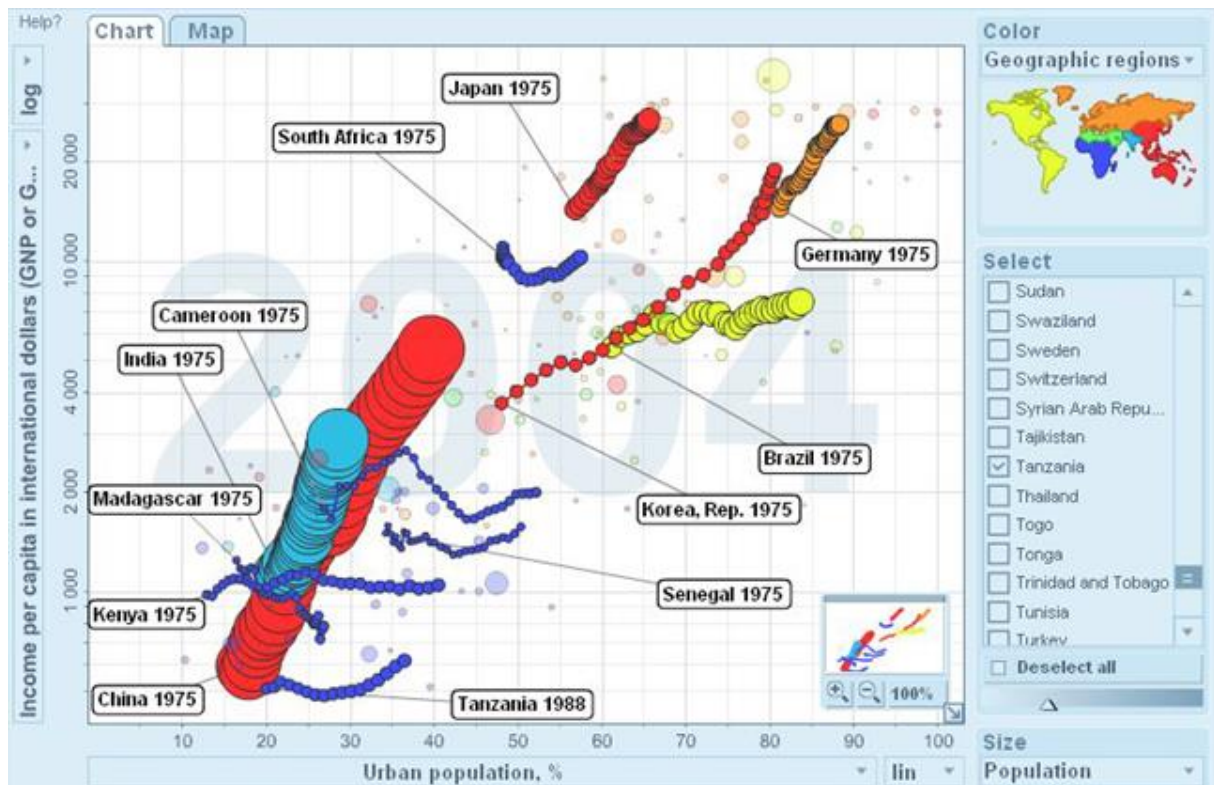 Help?
Chart
Map
Color
Geographic regions
log
Income per capita in international dollars (GNP or G...
20 000
10 000
4 000
2 000
1 000
2004
Japan 1975
South Africa 1975
Germany 1975
Cameroon 1975
India 1975
Brazil 1975
Madagascar 1975
Korea, Rep. 1975
Senegal 1975
Kenya 1975
China 1975
Tanzania 1988
100%
10 20 30 40 50 60 70 80 90 100
Urban population, %
lin
Select
Sudan
Swaziland
Sweden
Switzerland
Syrian Arab Repu...
Tajikistan
Tanzania
Thailand
Togo
Tonga
Trinidad and Tobago
Tunisia
Turkey
Deselect all
Size
Population